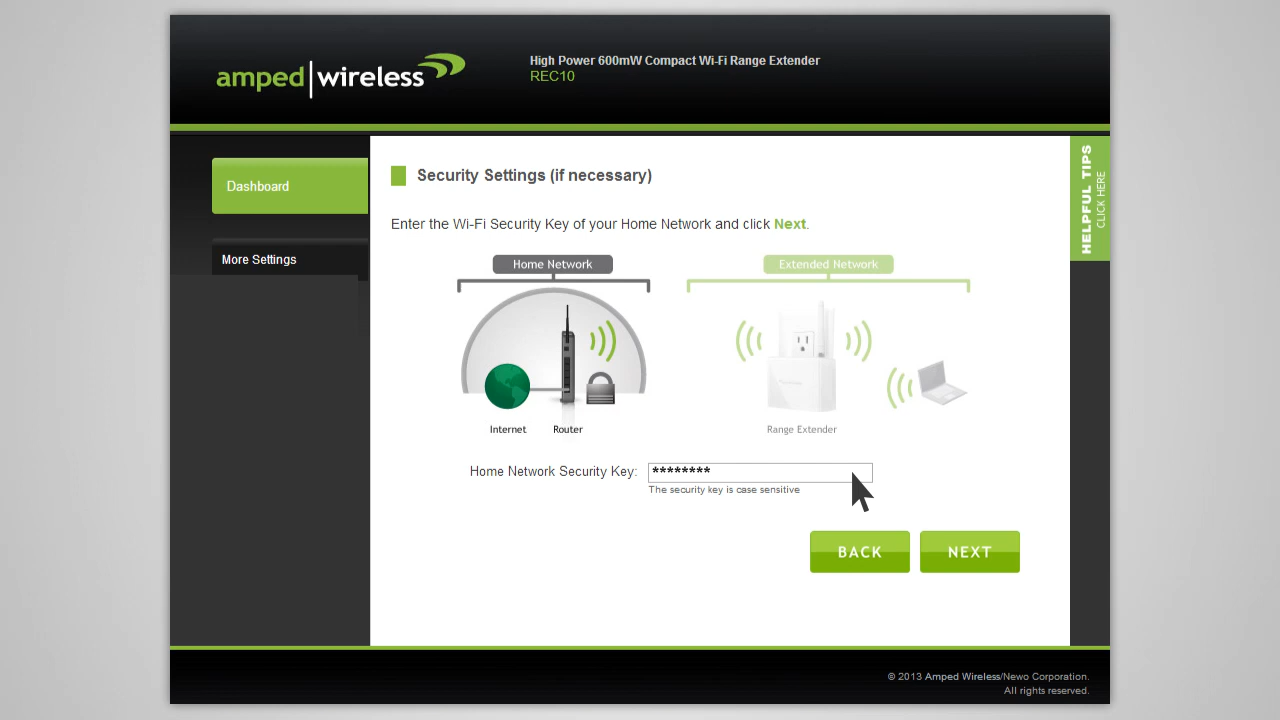 amped|wireless
High Power 600mW Compact Wi-Fi Range Extender
REC10
Dashboard
More Settings
HELPFUL TIPS
CLICK HERE
Security Settings (if necessary)
Enter the Wi-Fi Security Key of your Home Network and click Next.
Home Network
Extended Network
Internet
Router
Range Extender
Home Network Security Key: ********
The security key is case sensitive
BACK
NEXT
© 2013 Amped Wireless/Newo Corporation.
All rights reserved.